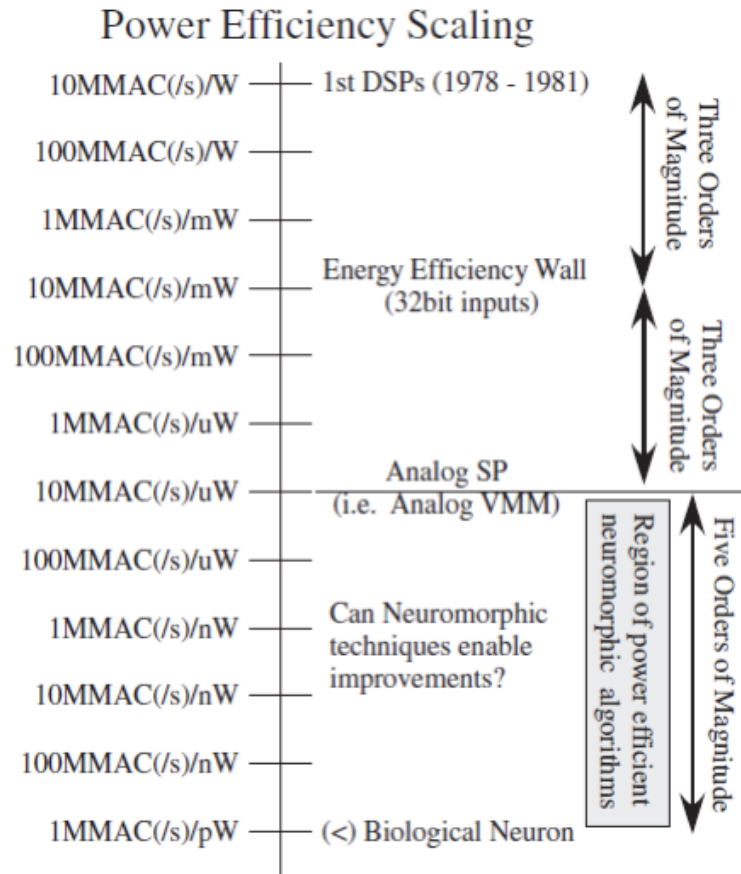 Power Efficiency Scaling
10MMAC(/s)/W
1st DSPs (1978 - 1981)
100MMAC(/s)/W
1MMAC(/s)/mW
10MMAC(/s)/mW
Energy Efficiency Wall
(32bit inputs)
100MMAC(/s)/mW
1MMAC(/s)/uW
10MMAC(/s)/uW
Analog SP
(i.e. Analog VMM)
100MMAC(/s)/uW
1MMAC(/s)/nW
Can Neuromorphic
techniques enable
improvements?
10MMAC(/s)/nW
100MMAC(/s)/nW
1MMAC(/s)/pW
(<) Biological Neuron
Three Orders
of Magnitude
Three Orders
of Magnitude
Region of power efficient
neuromorphic algorithms
Five Orders of Magnitude